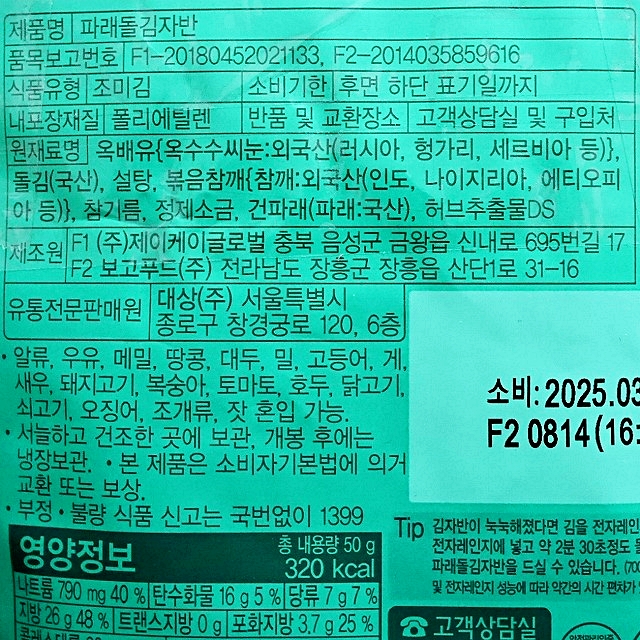 제품명 파래돌김자반
품목보고번호 F1-20180452021133, F2-2014035859616
식품유형 조미김 소비기한 후면 하단 표기일까지
내포장재질 폴리에틸렌 반품 및 교환장소 고객상담실 및 구입처
원재료명 옥배유{옥수수씨눈:외국산(러시아, 헝가리, 세르비아 등)},
돌김(국산), 설탕, 볶음참깨{참깨:외국산(인도, 나이지리아, 에티오피
아 등)}, 참기름, 정제소금, 건파래(파래:국산), 허브추출물DS
제조원 F1 (주)제이케이글로벌 충북 음성군 금왕읍 신내로 695번길 17
F2 보고푸드(주) 전라남도 장흥군 장흥읍 산단1로 31-16
유통전문판매원 대상(주) 서울특별시
종로구 창경궁로 120, 6층
• 알류, 우유, 메밀, 땅콩, 대두, 밀, 고등어, 게,
새우, 돼지고기, 복숭아, 토마토, 호두, 닭고기,
쇠고기, 오징어, 조개류, 잣 혼입 가능.
• 서늘하고 건조한 곳에 보관, 개봉 후에는
냉장보관. • 본 제품은 소비자기본법에 의거
교환 또는 보상.
• 부정•불량 식품 신고는 국번없이 1399
소비: 2025.03
F2 0814 (16:
Tip 김자반이 눅눅해졌다면 김을 전자레인
전자레인지에 넣고 약 2분 30초정도
파래돌김자반을 드실 수 있습니다. (700
및 전자레인지 성능에 따라 약간의 시간 편차가
영양정보 총 내용량 50 g
320 kcal
나트륨 790 mg 40 % 탄수화물 16 g 5 % 당류 7 g 7 %
지방 26 g 48 % 트랜스지방 0 g 포화지방 3.7 g 25 %
고객상담실